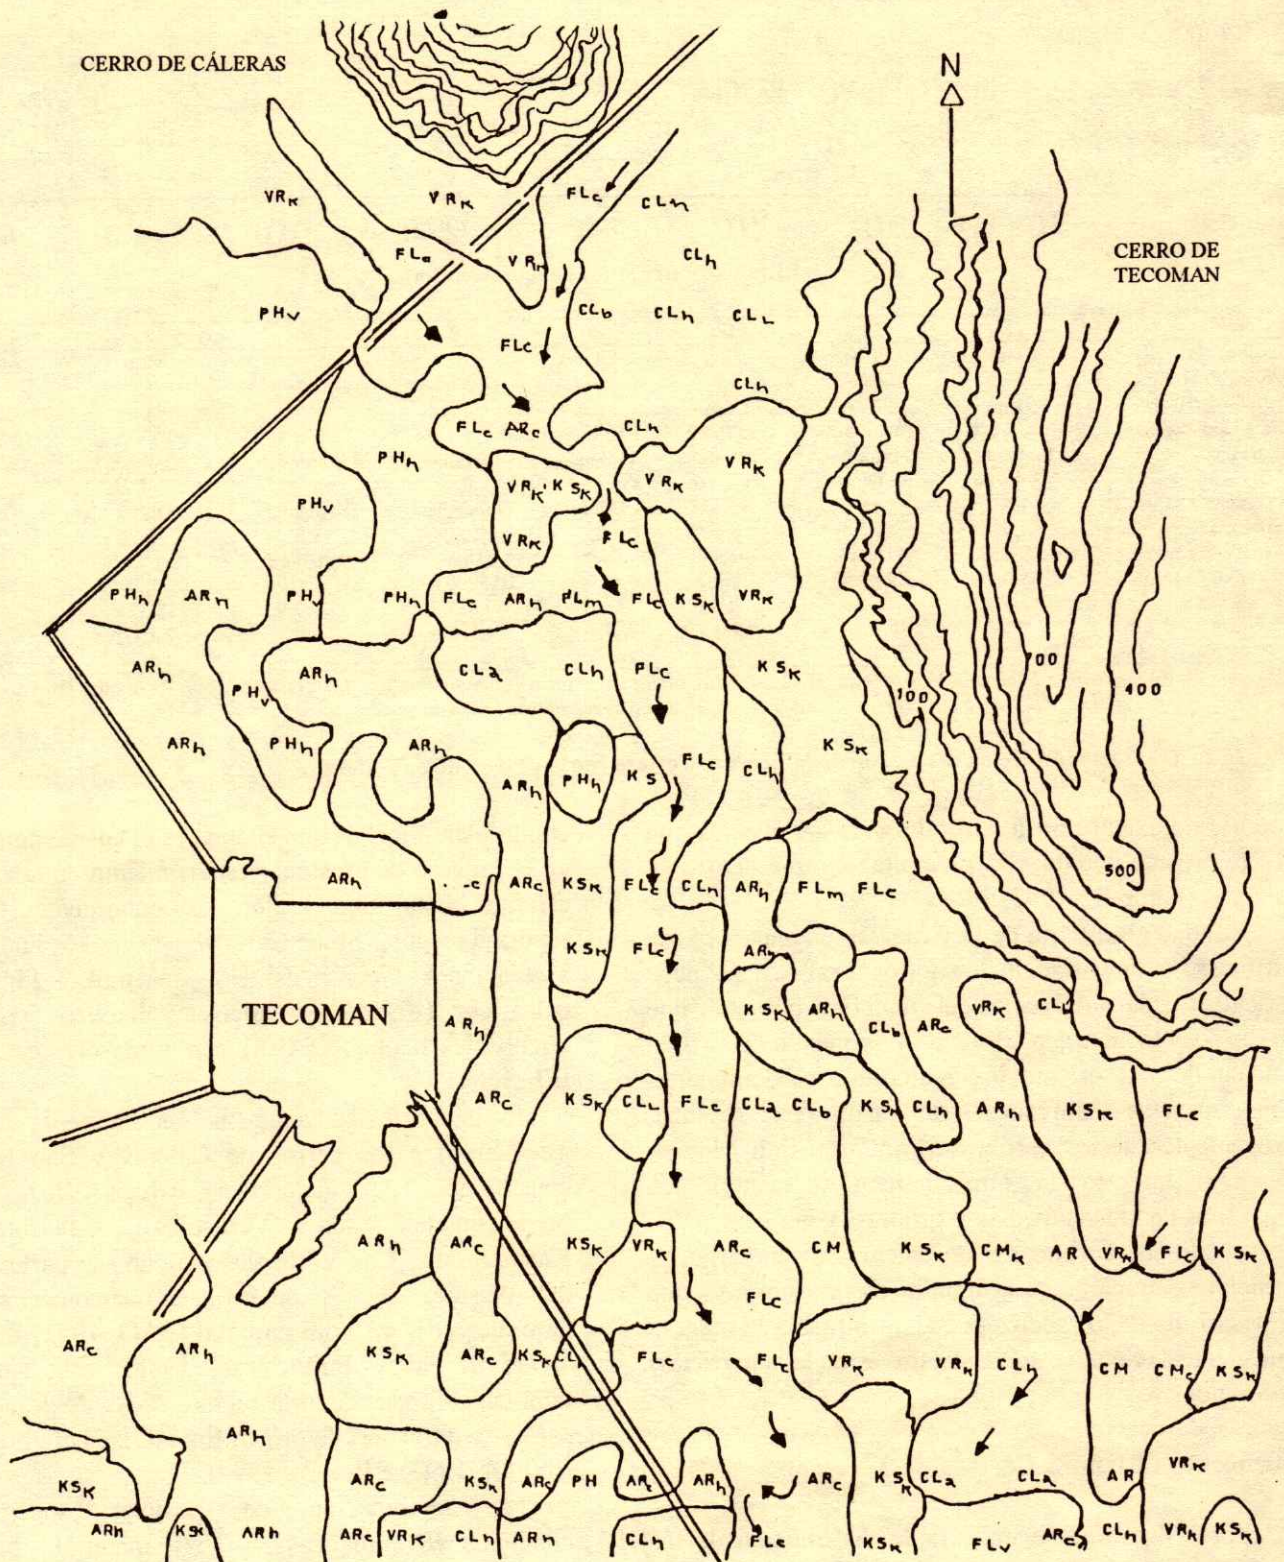 CERRO DE CÁLERAS
N
CERRO DE
TECOMAN
VRk VRk FLc CLh
FLa VRh CLh
PHv CLb CLh CLL
FLc
CLh
FLc ARc CLh
PHh VRk VRk
VRk KSk
PHv
VRk FLc
PHh ARh PHv PHh FLc ARh FLc KSk VRk
ARh ARh CLa CLh KSk
PHv 100 400
ARh PHh ARh KSk
ARh PHh KS FLc CLh
ARh ARc KSk FLc CLh ARh FLm FLc 500
KSk FLc
TECOMAN
ARh KSk ARh CLb ARc VRk
ARc KSk CLL FLc CLa CLb KSk CLh ARh KSk FLc
ARh ARc KSk VRk ARc CM KSk CMk AR VRk FLc KSk
FLc
ARc ARh KSk ARc KSk FLc FLc VRk VRk CLh CM CMc KSk
ARh
KSk ARc KSk ARc PH ARc ARh ARc KSk CLa CLa AR VRk
ARh KSk ARh ARc VRk CLh ARh CLh FLc KSk FLv CLh VRk KSk